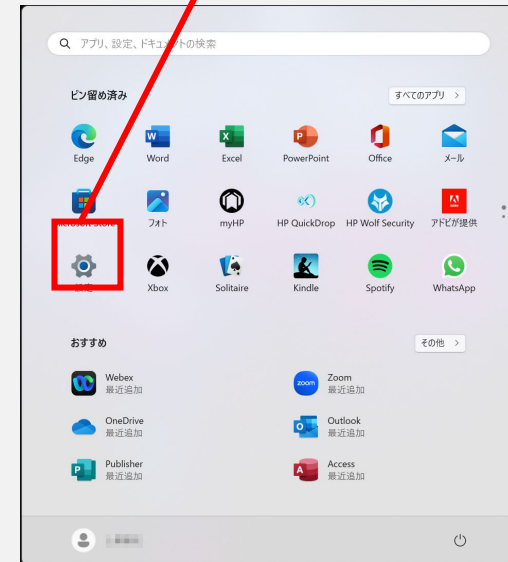 アプリ、設定、ドキュメントの検索
ピン留め済み
すべてのアプリ >
Edge Word Excel PowerPoint Office メール
Microsoft Store フォト myHP HP QuickDrop HP Wolf Security アドビが提供
設定 Xbox Solitaire Kindle Spotify WhatsApp
おすすめ
その他 >
Webex
最近追加
Zoom
最近追加
OneDrive
最近追加
Outlook
最近追加
Publisher
最近追加
Access
最近追加